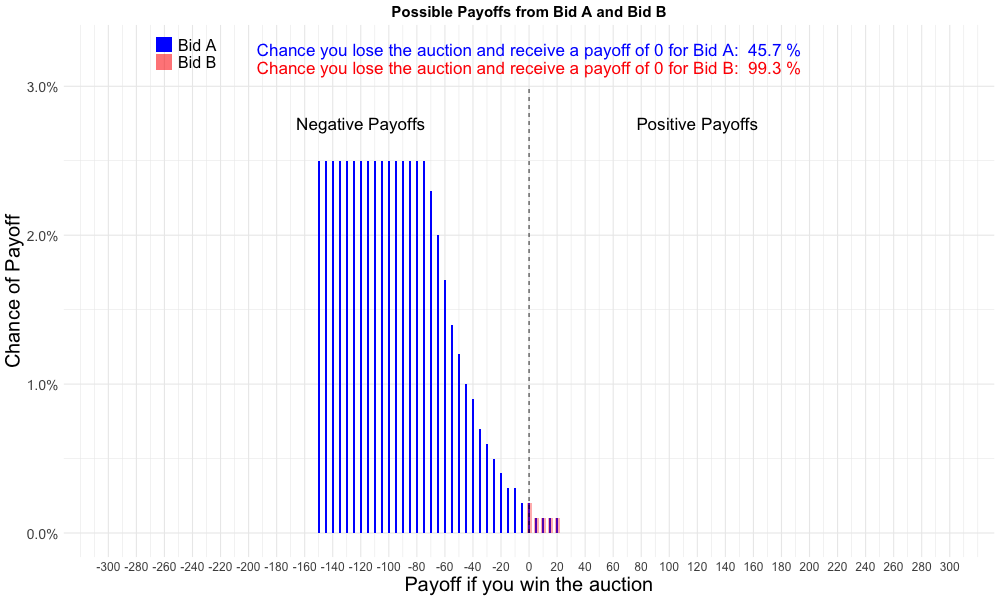 Possible Payoffs from Bid A and Bid B
Bid A
Bid B
Chance you lose the auction and receive a payoff of 0 for Bid A:  45.7 %
Chance you lose the auction and receive a payoff of 0 for Bid B:  99.3 %
Negative Payoffs
Positive Payoffs
Chance of Payoff
3.0%
2.0%
1.0%
0.0%
-300 -280 -260 -240 -220 -200 -180 -160 -140 -120 -100 -80 -60 -40 -20 0 20 40 60 80 100 120 140 160 180 200 220 240 260 280 300
Payoff if you win the auction